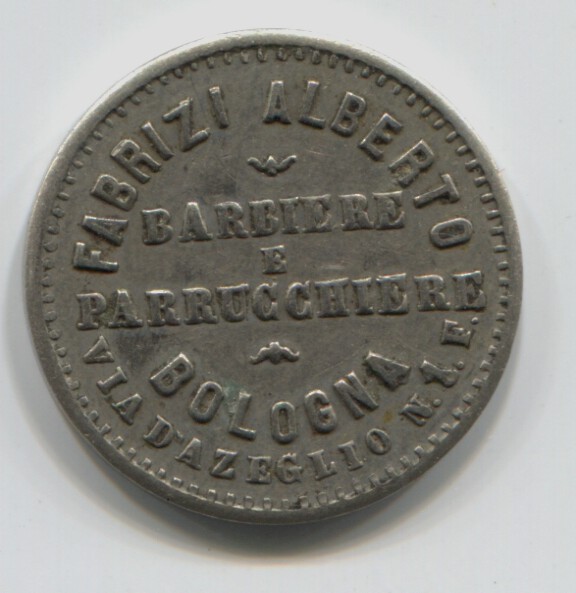 FABRIZI ALBERTO
BARBIERE
E
PARRUCCHIERE
BOLOGNA
VIA D'AZEGLIO N. 4. F.